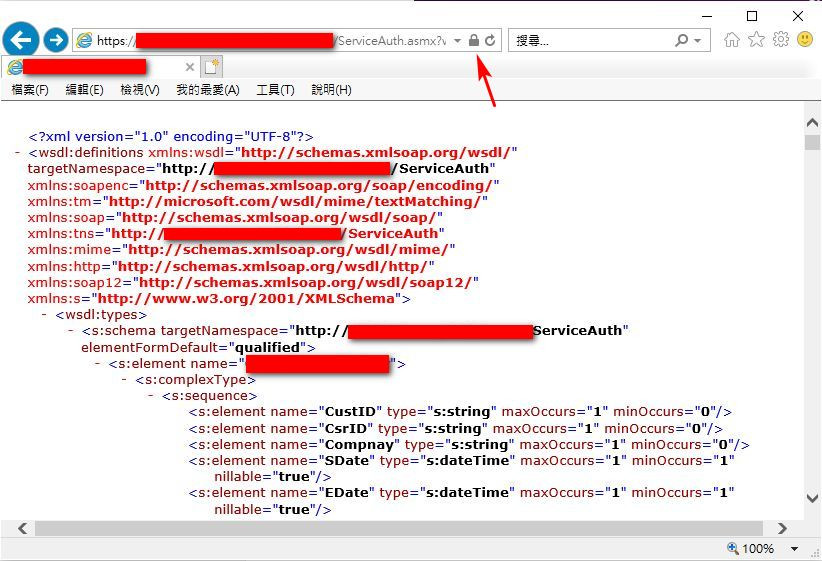 https:/ /ServiceAuth.asmx?v
搜尋...
檔案(F) 編輯(E) 檢視(V) 我的最愛(A) 工具(T) 說明(H)
<?xml version="1.0" encoding="UTF-8"?>
- <wsdl:definitions xmlns:wsdl="http://schemas.xmlsoap.org/wsdl/"
targetNamespace="http:// /ServiceAuth"
xmlns:soapenc="http://schemas.xmlsoap.org/soap/encoding/"
xmlns:tm="http://microsoft.com/wsdl/mime/textMatching/"
xmlns:soap="http://schemas.xmlsoap.org/wsdl/soap/"
xmlns:tns="http:// /ServiceAuth"
xmlns:mime="http://schemas.xmlsoap.org/wsdl/mime/"
xmlns:http="http://schemas.xmlsoap.org/wsdl/http/"
xmlns:soap12="http://schemas.xmlsoap.org/wsdl/soap12/"
xmlns:s="http://www.w3.org/2001/XMLSchema">
- <wsdl:types>
- <s:schema targetNamespace="http:// ServiceAuth"
elementFormDefault="qualified">
- <s:element name=" ">
- <s:complexType>
- <s:sequence>
<s:element name="CustID" type="s:string" maxOccurs="1" minOccurs="0"/>
<s:element name="CsrID" type="s:string" maxOccurs="1" minOccurs="0"/>
<s:element name="Compnay" type="s:string" maxOccurs="1" minOccurs="0"/>
<s:element name="SDate" type="s:dateTime" maxOccurs="1" minOccurs="1"
nillable="true"/>
<s:element name="EDate" type="s:dateTime" maxOccurs="1" minOccurs="1"
nillable="true"/>
100%